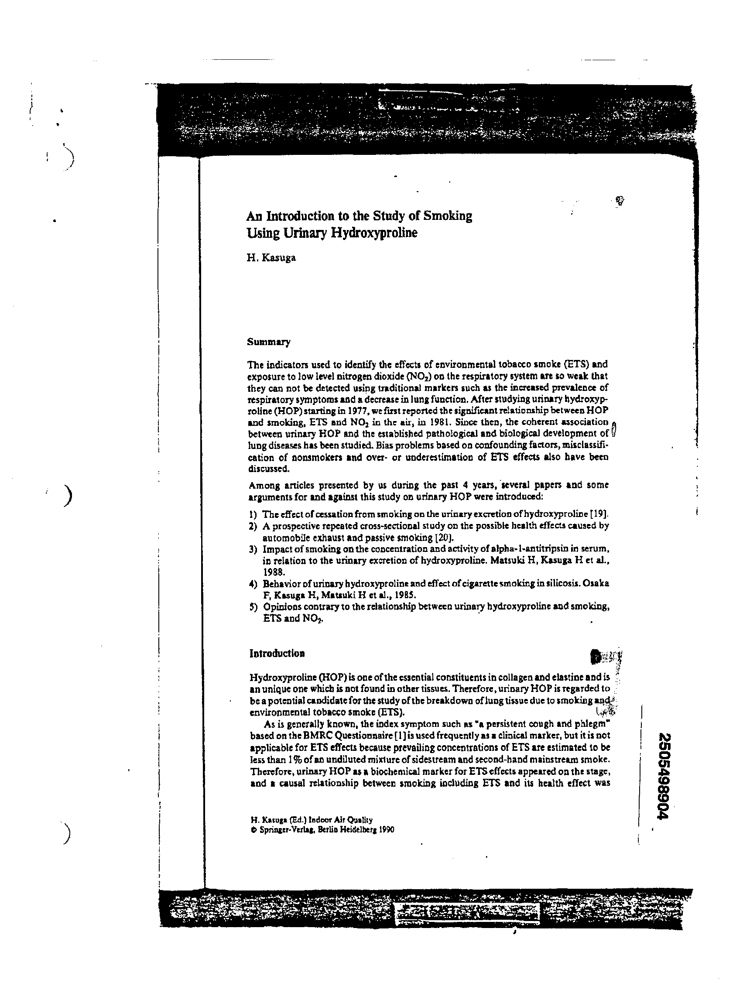 An Introduction to the Study of Smoking
Using Urinary Hydroxyproline
H. Kasuga
Summary
The indicators used to identify the effects of environmental tobacco smoke (ETS) and
exposure to low level nitrogen dioxide (NO₂) on the respiratory system are so weak that
they can not be detected using traditional markers such as the increased prevalence of
respiratory symptoms and a decrease in lung function. After studying urinary hydroxyp-
roline (HOP) starting in 1977, we first reported the significant relationship between HOP
and smoking, ETS and NO₂ in the air, in 1981. Since then, the coherent association
between urinary HOP and the established pathological and biological development of
lung diseases has been studied. Bias problems based on confounding factors, misclassifi-
cation of nonsmokers and over- or underestimation of ETS effects also have been
discussed.
Among articles presented by us during the past 4 years, several papers and some
arguments for and against this study on urinary HOP were introduced:
1) The effect of cessation from smoking on the urinary excretion of hydroxyproline [19].
2) A prospective repeated cross-sectional study on the possible health effects caused by
automobile exhaust and passive smoking [20].
3) Impact of smoking on the concentration and activity of alpha-1-antitripsin in serum,
in relation to the urinary excretion of hydroxyproline. Matsuki H, Kasuga H et al.,
1988.
4) Behavior of urinary hydroxyproline and effect of cigarette smoking in silicosis. Osaka
F, Kasuga H, Matsuki H et al., 1985.
5) Opinions contrary to the relationship between urinary hydroxyproline and smoking,
ETS and NO₂.
Introduction
Hydroxyproline (HOP) is one of the essential constituents in collagen and elastine and is
an unique one which is not found in other tissues. Therefore, urinary HOP is regarded to
be a potential candidate for the study of the breakdown of lung tissue due to smoking and
environmental tobacco smoke (ETS).
As is generally known, the index symptom such as "a persistent cough and phlegm"
based on the BMRC Questionnaire [1] is used frequently as a clinical marker, but it is not
applicable for ETS effects because prevailing concentrations of ETS are estimated to be
less than 1% of an undiluted mixture of sidestream and second-hand mainstream smoke.
Therefore, urinary HOP as a biochemical marker for ETS effects appeared on the stage,
and a causal relationship between smoking including ETS and its health effect was
H. Kasuga (Ed.) Indoor Air Quality
© Springer-Verlag, Berlin Heidelberg 1990
2505498904